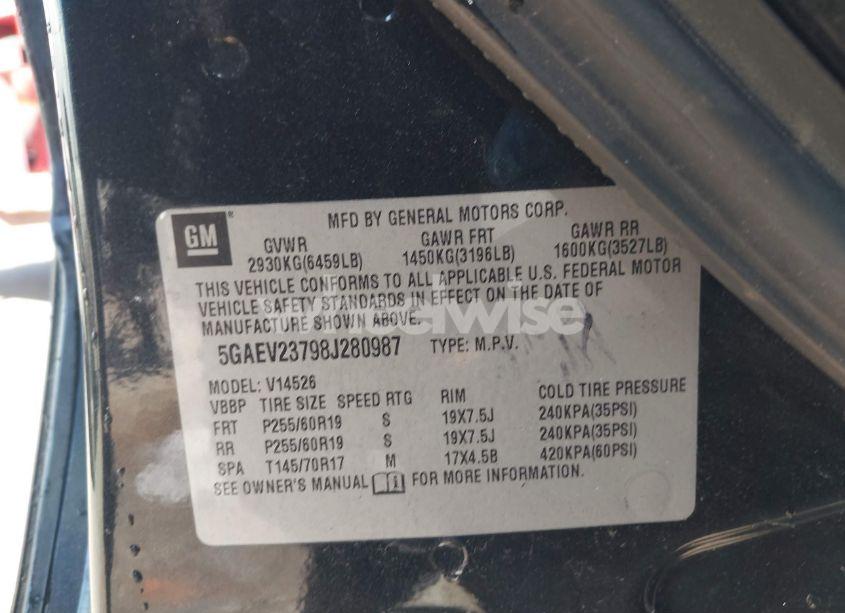 GM
MFD BY GENERAL MOTORS CORP.
GVWR GAWR FRT GAWR RR
2930KG(6459LB) 1450KG(3196LB) 1600KG(3527LB)
THIS VEHICLE CONFORMS TO ALL APPLICABLE U.S. FEDERAL MOTOR
VEHICLE SAFETY STANDARDS IN EFFECT ON THE DATE OF
MANUFACTURE SHOWN ABOVE.
5GAEV23798J280987 TYPE: M.P.V.
MODEL: V14526
VBBP TIRE SIZE SPEED RTG RIM COLD TIRE PRESSURE
FRT P255/60R19 S 19X7.5J 240KPA(35PSI)
RR P255/60R19 S 19X7.5J 240KPA(35PSI)
SPA T145/70R17 M 17X4.5B 420KPA(60PSI)
SEE OWNER'S MANUAL FOR MORE INFORMATION.